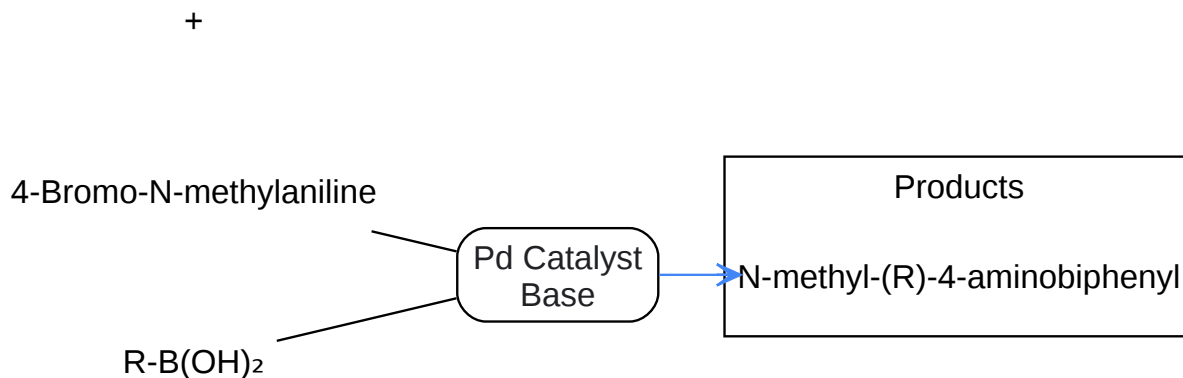 +
4-Bromo-N-methylaniline
R-B(OH)₂
Pd Catalyst
Base
Products
N-methyl-(R)-4-aminobiphenyl